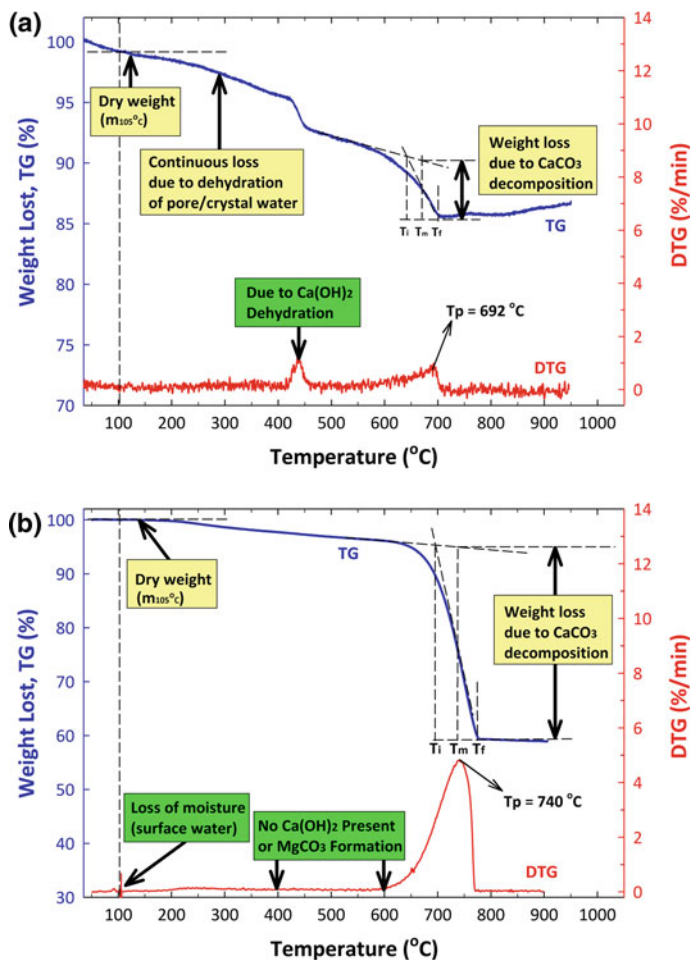 (a)
100
95
90
85
80
75
70
Weight Lost, TG (%)
Dry weight
(m105°C)
Continuous loss
due to dehydration
of pore/crystal water
Weight loss
due to CaCO3
decomposition
Ti Tm Tf
TG
Due to Ca(OH)2
Dehydration
Tp = 692 °C
DTG
14
12
10
8
6
4
2
0
DTG (%/min)
100 200 300 400 500 600 700 800 900 1000
Temperature (°C)
(b)
100
90
80
70
60
50
40
30
Weight Lost, TG (%)
TG
Dry weight
(m105°C)
Weight loss
due to CaCO3
decomposition
Ti Tm Tf
Loss of moisture
(surface water)
No Ca(OH)2 Present
or MgCO3 Formation
Tp = 740 °C
DTG
14
12
10
8
6
4
2
0
DTG (%/min)
100 200 300 400 500 600 700 800 900 1000
Temperature (°C)